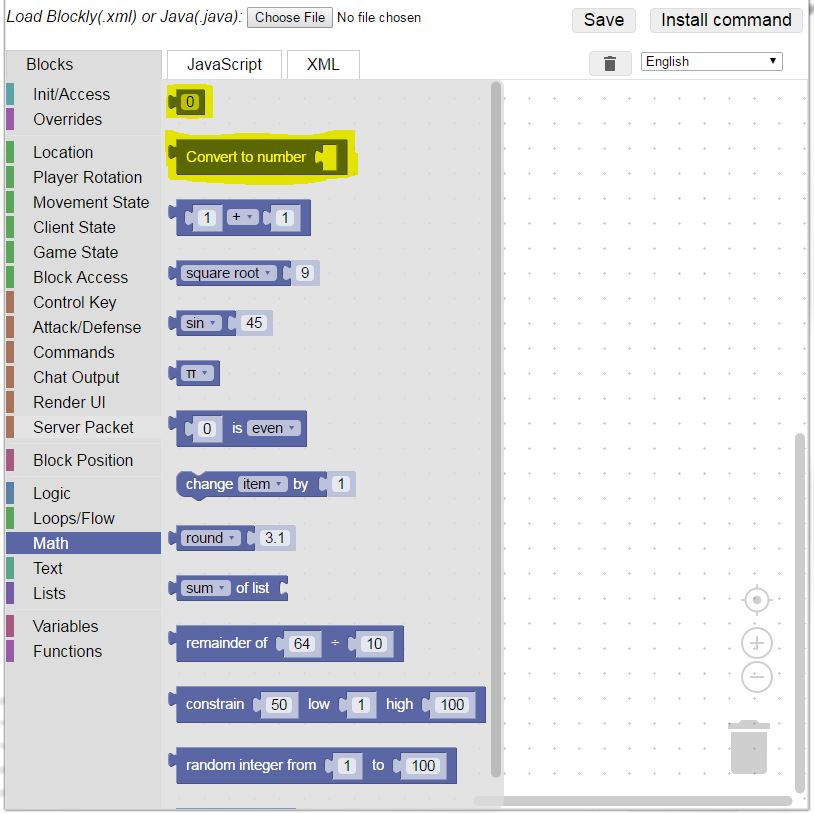 Load Blockly(.xml) or Java(.java): Choose File No file chosen
Save Install command
Blocks JavaScript XML
English
Init/Access
Overrides
Location
Player Rotation
Movement State
Client State
Game State
Block Access
Control Key
Attack/Defense
Commands
Chat Output
Render UI
Server Packet
Block Position
Logic
Loops/Flow
Math
Text
Lists
Variables
Functions
0
Convert to number
1 + 1
square root 9
sin 45
π
0 is even
change item by 1
round 3.1
sum of list
remainder of 64 ÷ 10
constrain 50 low 1 high 100
random integer from 1 to 100